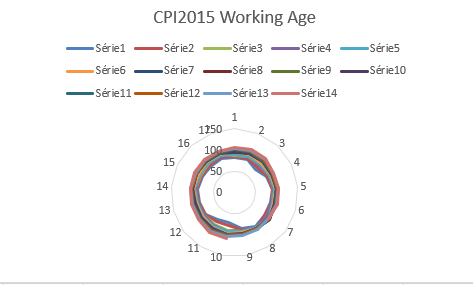 CPI2015 Working Age
Série1 Série2 Série3 Série4 Série5
Série6 Série7 Série8 Série9 Série10
Série11 Série12 Série13 Série14
1
17 150 2
16 100 3
15 50 4
14 0 5
13 6
12 7
11 8
10 9